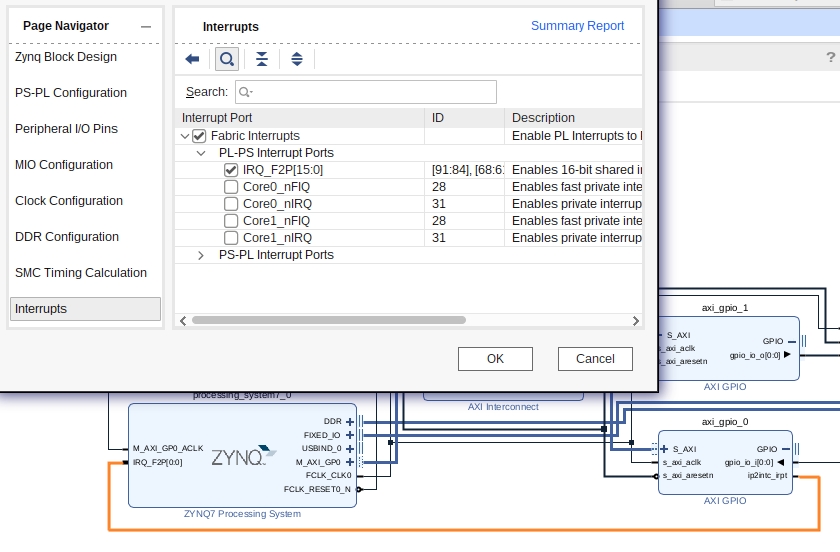 Page Navigator
Zynq Block Design
PS-PL Configuration
Peripheral I/O Pins
MIO Configuration
Clock Configuration
DDR Configuration
SMC Timing Calculation
Interrupts
Interrupts
Summary Report
Search:
Interrupt Port ID Description
Fabric Interrupts Enable PL Interrupts to
PL-PS Interrupt Ports
IRQ_F2P[15:0] [91:84], [68:6 Enables 16-bit shared
Core0_nFIQ 28 Enables fast private inte
Core0_nIRQ 31 Enables private interrup
Core1_nFIQ 28 Enables fast private inte
Core1_nIRQ 31 Enables private interrup
PS-PL Interrupt Ports
OK
Cancel
?
axi_gpio_1
S_AXI
s_axi_aclk
s_axi_aresetn
GPIO
gpio_io_o[0:0]
AXI GPIO
AXI Interconnect
processing_system7_0
M_AXI_GP0_ACLK
IRQ_F2P[0:0]
ZYNQ
DDR
FIXED_IO
USBIND_0
M_AXI_GP0
FCLK_CLK0
FCLK_RESET0_N
ZYNQ7 Processing System
axi_gpio_0
S_AXI
s_axi_aclk
s_axi_aresetn
GPIO
gpio_io_i[0:0]
ip2intc_irpt
AXI GPIO